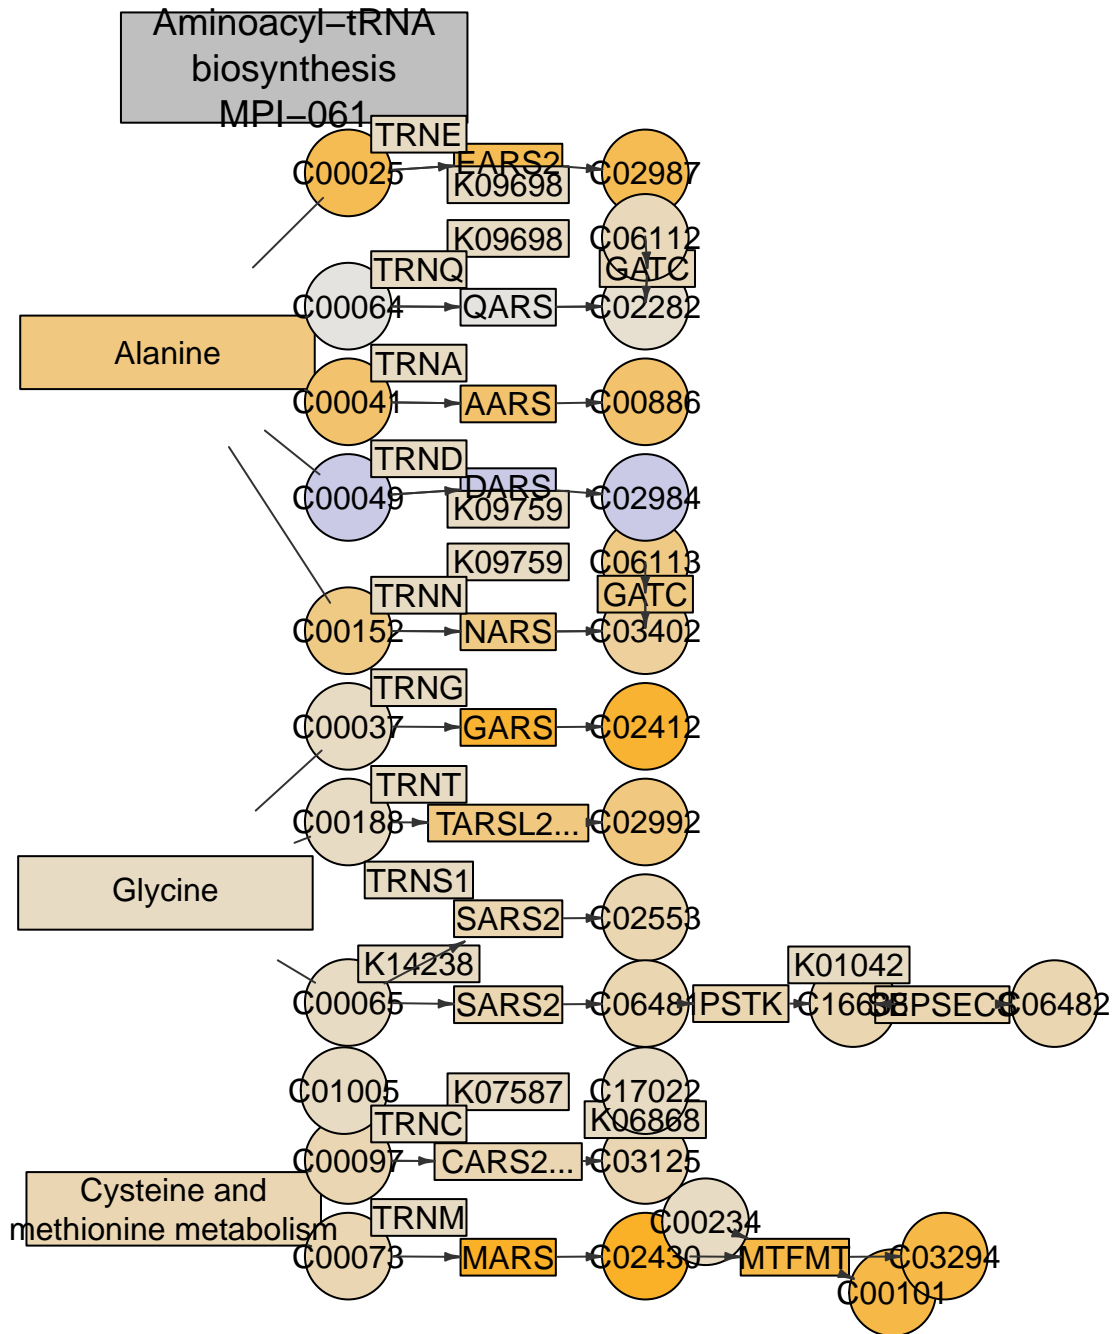 Aminoacyl−tRNA
biosynthesis
MPI−061
TRNE
C00025
EARS2
C02987
K09698
K09698
C06112
TRNQ
GATC
C00064
QARS
C02282
Alanine
TRNA
C00041
AARS
C00886
TRND
DARS
C00049
C02984
K09759
K09759
C06113
TRNN
GATC
C00152
NARS
C03402
TRNG
C00037
GARS
C02412
TRNT
C00188
TARSL2...
C02992
TRNS1
Glycine
SARS2
C02553
K14238
K01042
C00065
SARS2
C06481
PSTK
SEPSECS
C06482
C01005
K07587
C17022
TRNC
K06868
C00097
CARS2...
C03125
Cysteine and
methionine metabolism
TRNM
C00234
C00073
MARS
C02430
MTFMT
C03294
C00101